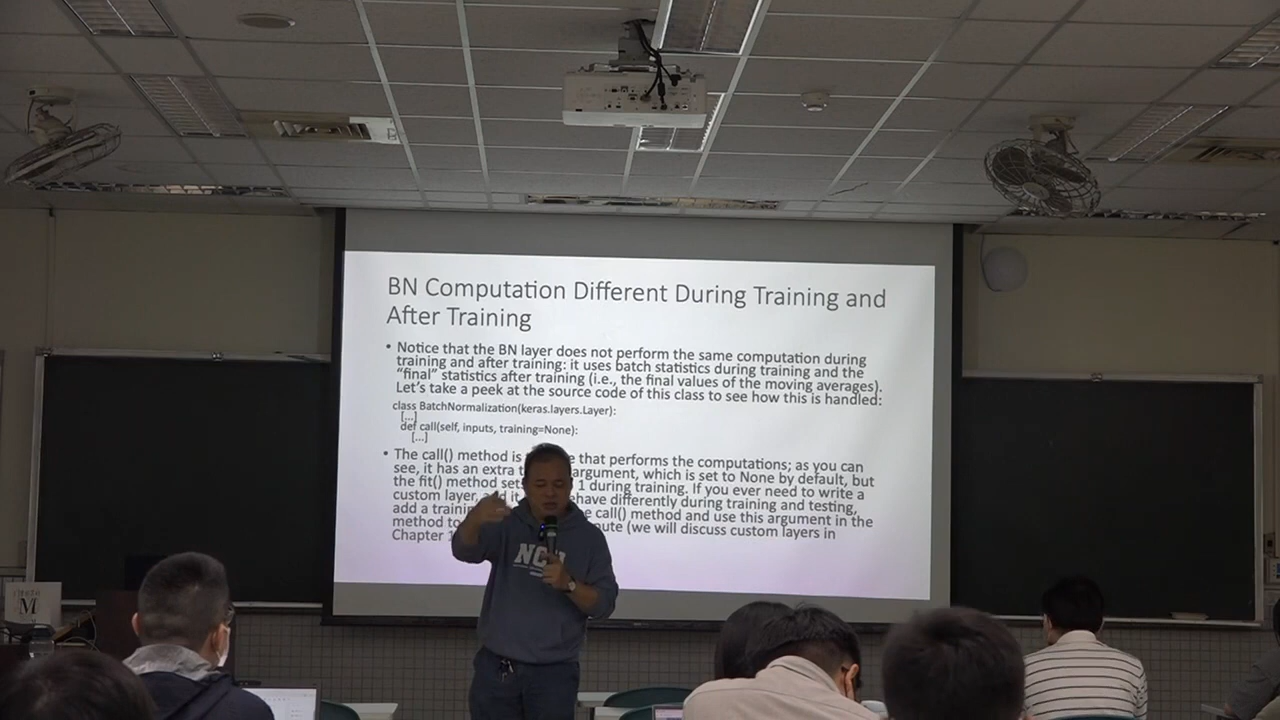 BN Computation Different During Training and
After Training
• Notice that the BN layer does not perform the same computation during
training and after training: it uses batch statistics during training and the
“final” statistics after training (i.e., the final values of the moving averages).
Let’s take a peek at the source code of this class to see how this is handled:
class BatchNormalization(keras.layers.Layer):
[...]
def call(self, inputs, training=None):
[...]
• The call() method is that performs the computations; as you can
see, it has an extra argument, which is set to None by default, but
the fit() method sets 1 during training. If you ever need to write a
custom layer, it behave differently during training and testing,
add a call() method and use this argument in the
method to (we will discuss custom layers in
Chapter
M